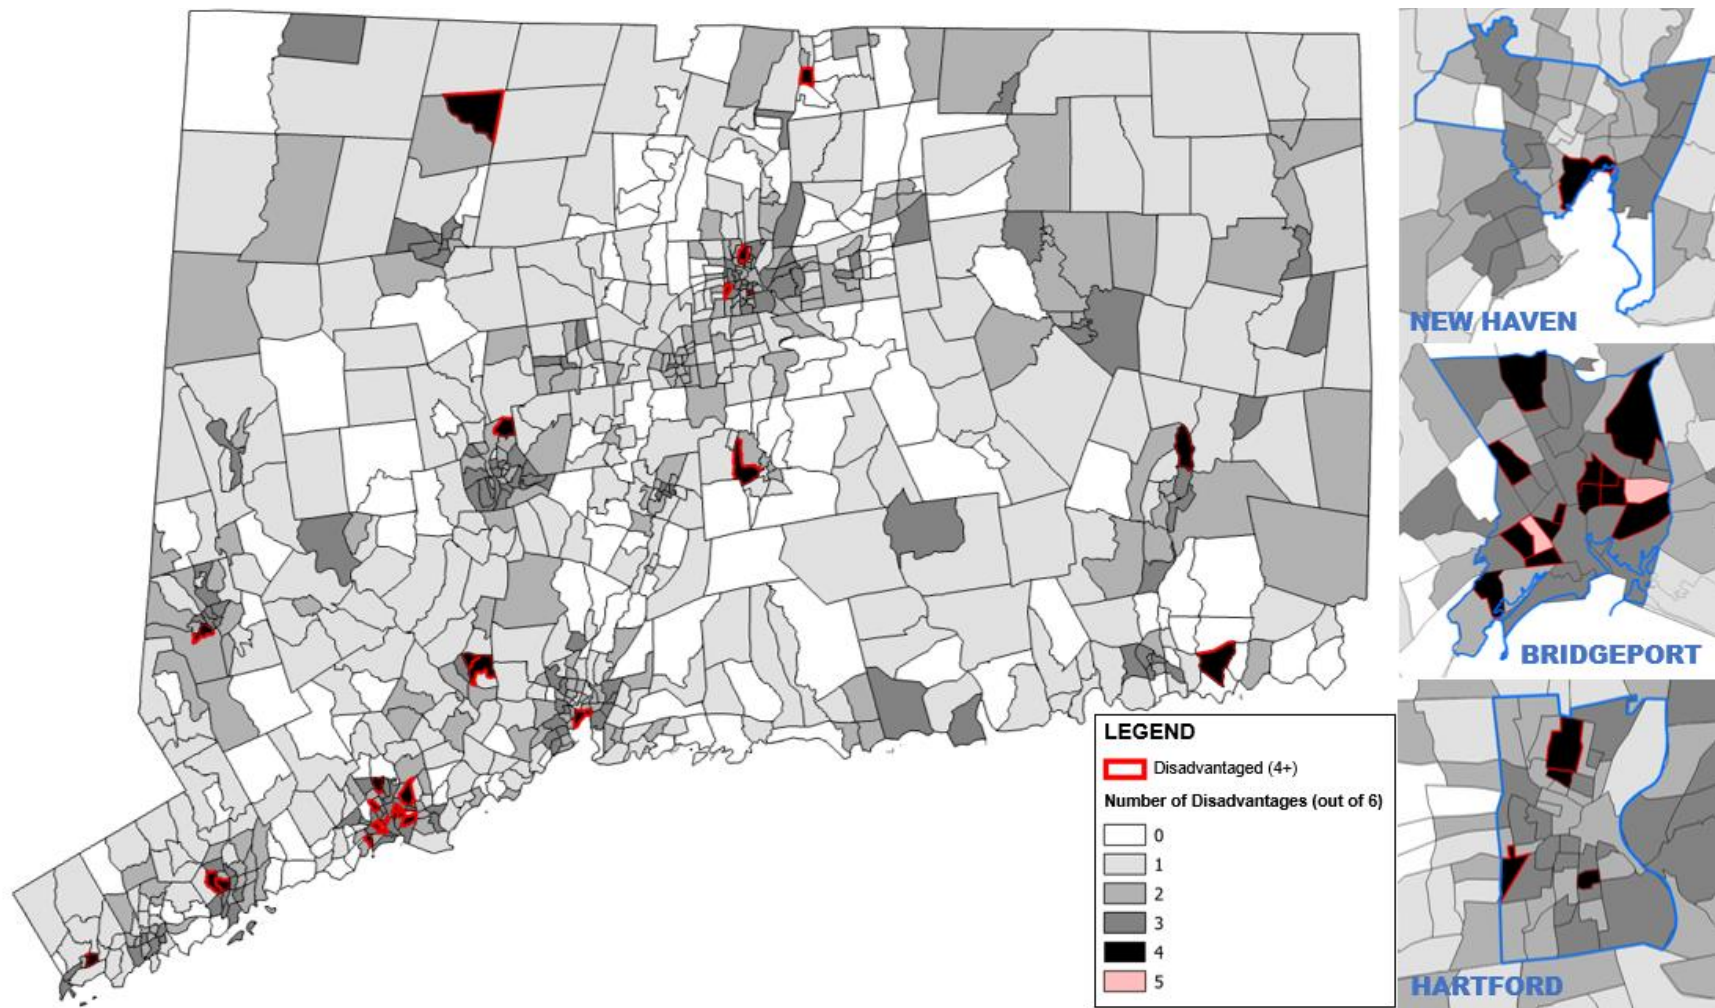 NEW HAVEN
BRIDGEPORT
HARTFORD
LEGEND
Disadvantaged (4+)
Number of Disadvantages (out of 6)
0
1
2
3
4
5